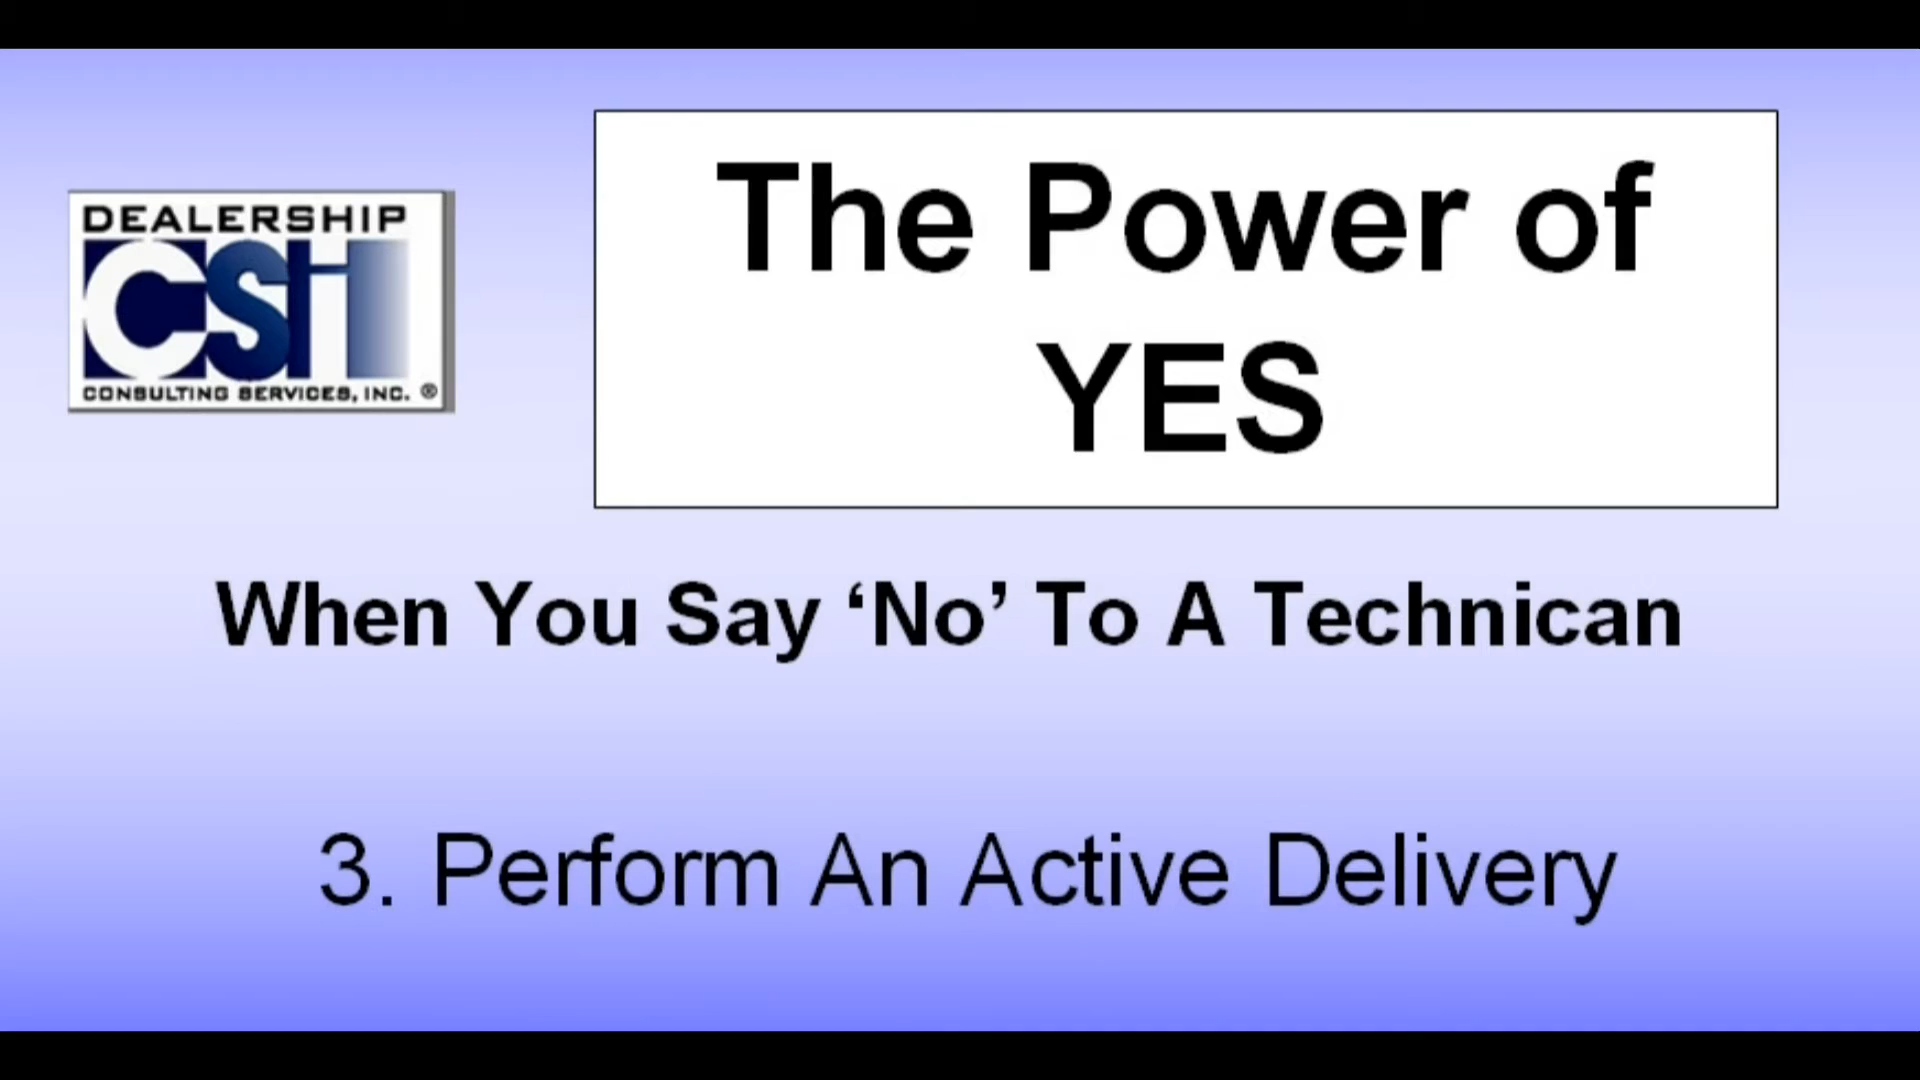 DEALERSHIP
CSI
CONSULTING SERVICES, INC. ®
The Power of
YES
When You Say ‘No’ To A Technican
3. Perform An Active Delivery